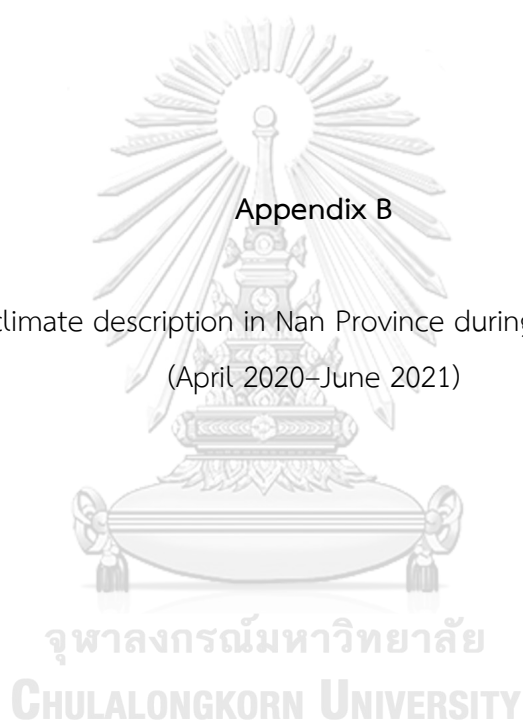 Appendix B
climate description in Nan Province during
(April 2020–June 2021)
จุฬาลงกรณ์มหาวิทยาลัย
CHULALONGKORN UNIVERSITY